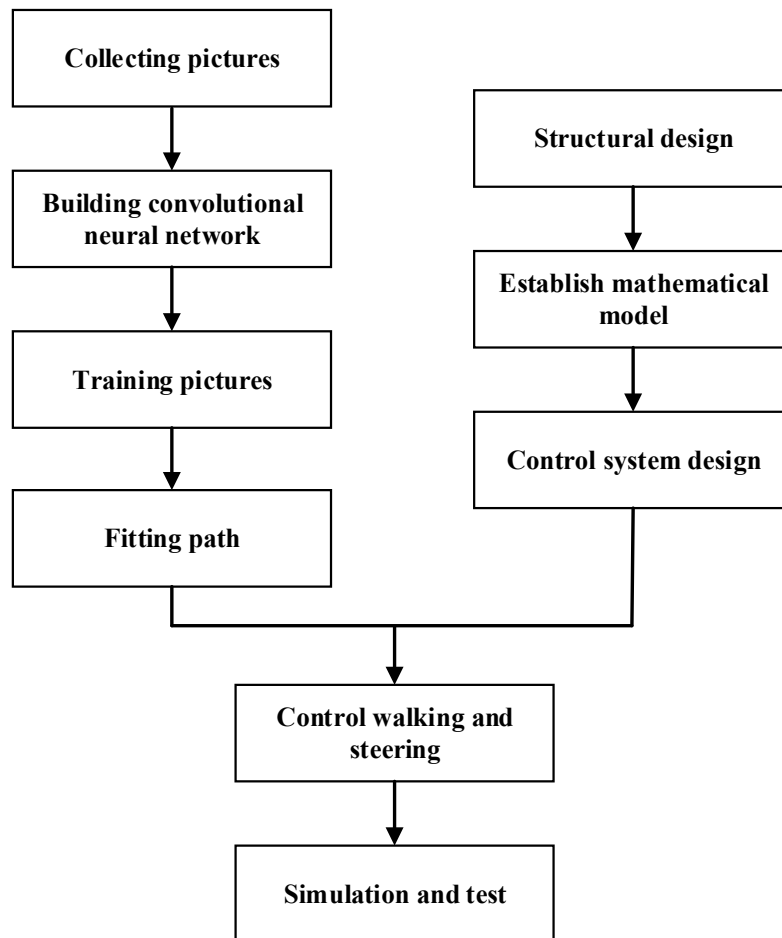 Collecting pictures
Structural design
Building convolutional
neural network
Establish mathematical
model
Training pictures
Control system design
Fitting path
Control walking and
steering
Simulation and test